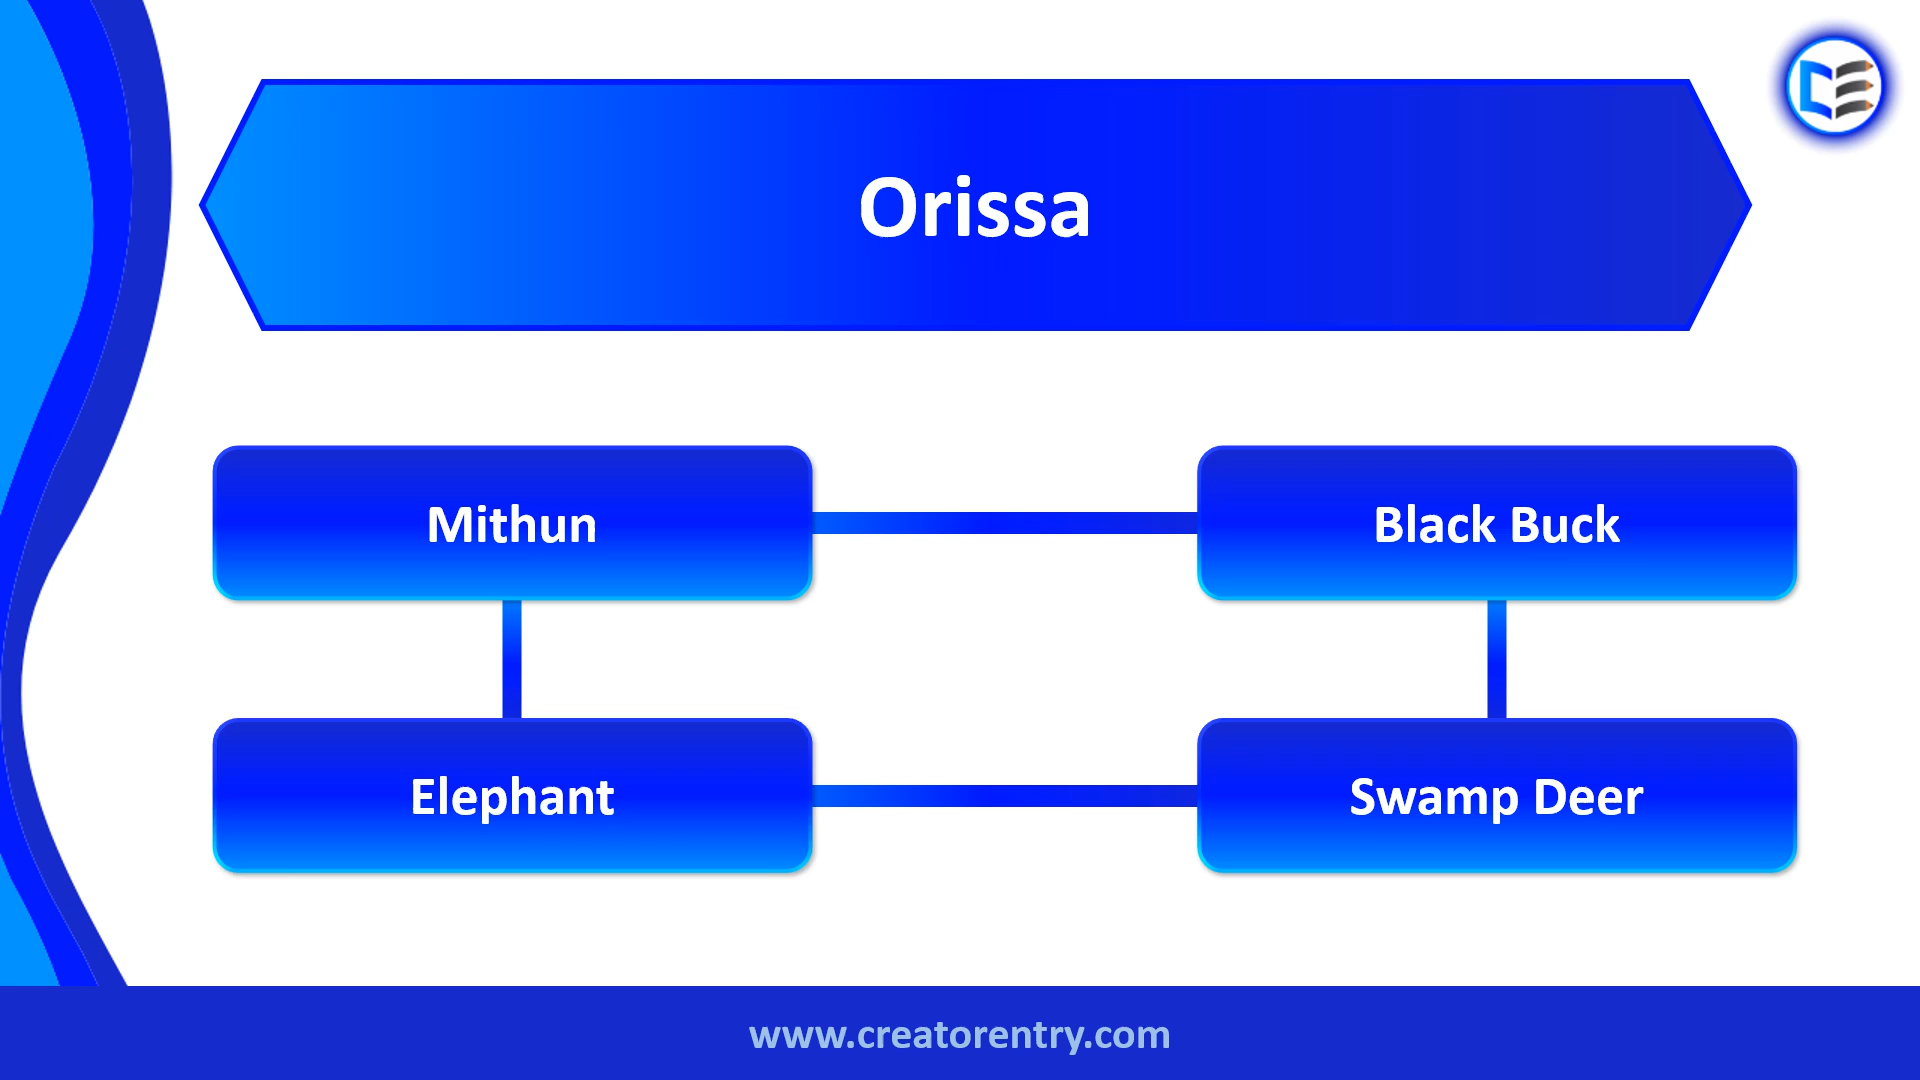 Orissa
Mithun
Black Buck
Elephant
Swamp Deer
www.creatorentry.com